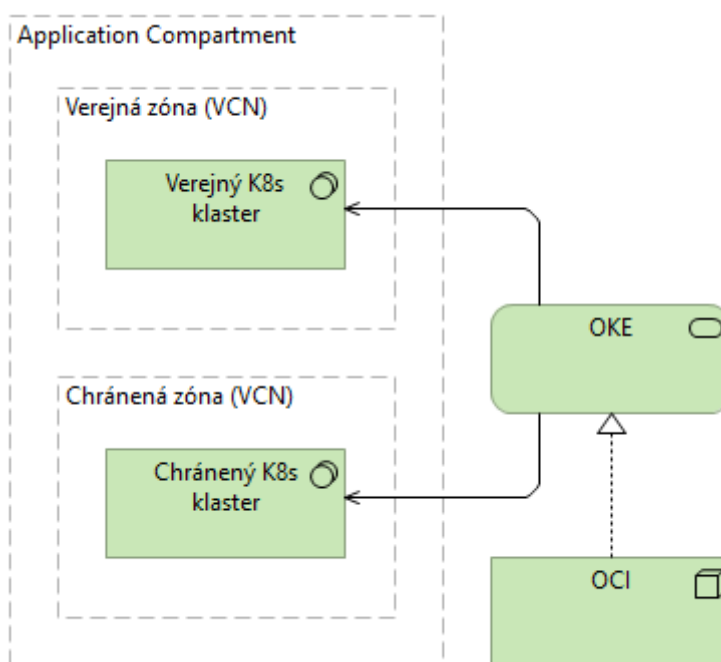 Application Compartment
Verejná zóna (VCN)
Verejný K8s
klaster
OKE
Chránená zóna (VCN)
Chránený K8s
klaster
OCI